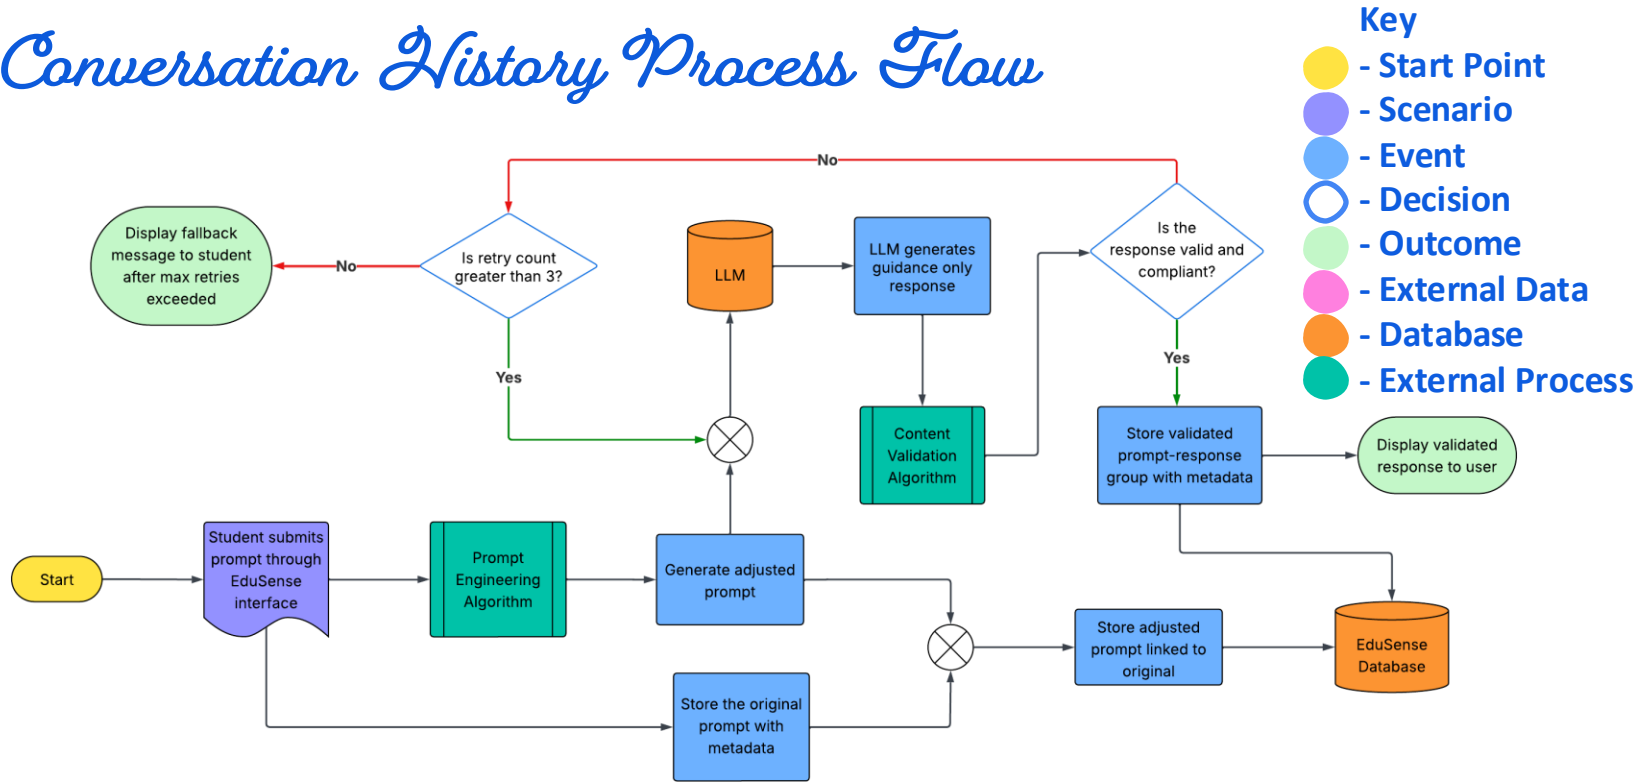 Conversation History Process Flow
Key
- Start Point
- Scenario
- Event
- Decision
- Outcome
- External Data
- Database
- External Process
No
Display fallback
message to student
after max retries
exceeded
No
Is retry count
greater than 3?
Yes
LLM
LLM generates
guidance only
response
Is the
response valid and
compliant?
Yes
Content
Validation
Algorithm
Store validated
prompt-response
group with metadata
Display validated
response to user
Start
Student submits
prompt through
EduSense
interface
Prompt
Engineering
Algorithm
Generate adjusted
prompt
Store the original
prompt with
metadata
Store adjusted
prompt linked to
original
EduSense
Database